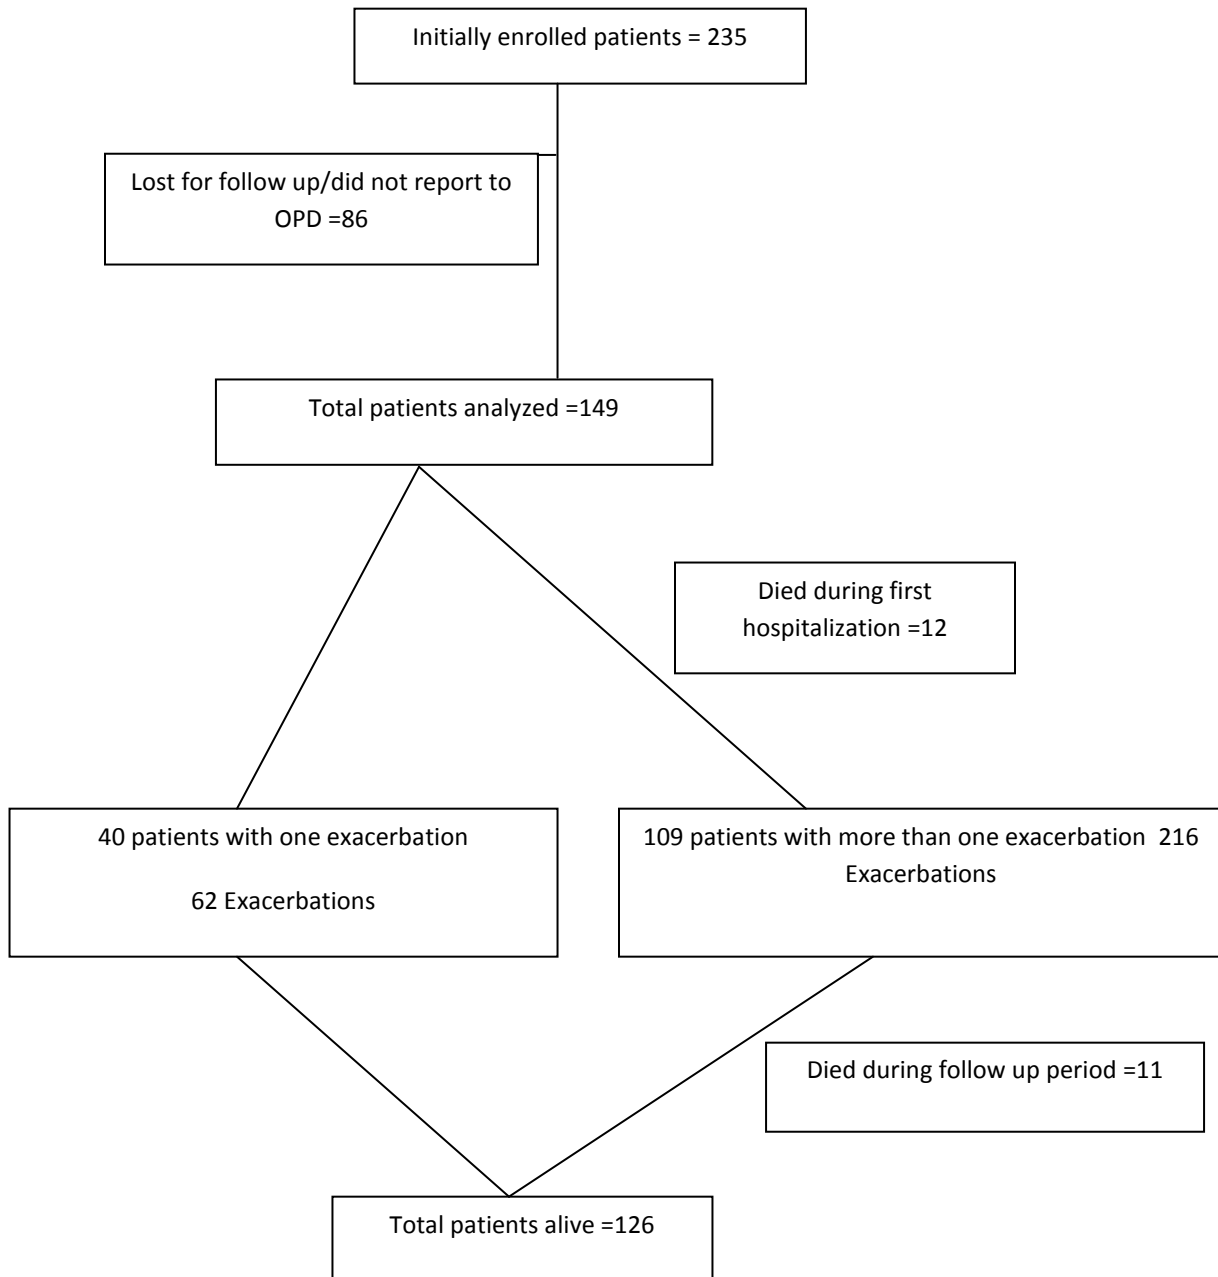 Initially enrolled patients = 235
Lost for follow up/did not report to
OPD =86
Total patients analyzed =149
Died during first
hospitalization =12
40 patients with one exacerbation
62 Exacerbations
109 patients with more than one exacerbation  216
Exacerbations
Died during follow up period =11
Total patients alive =126